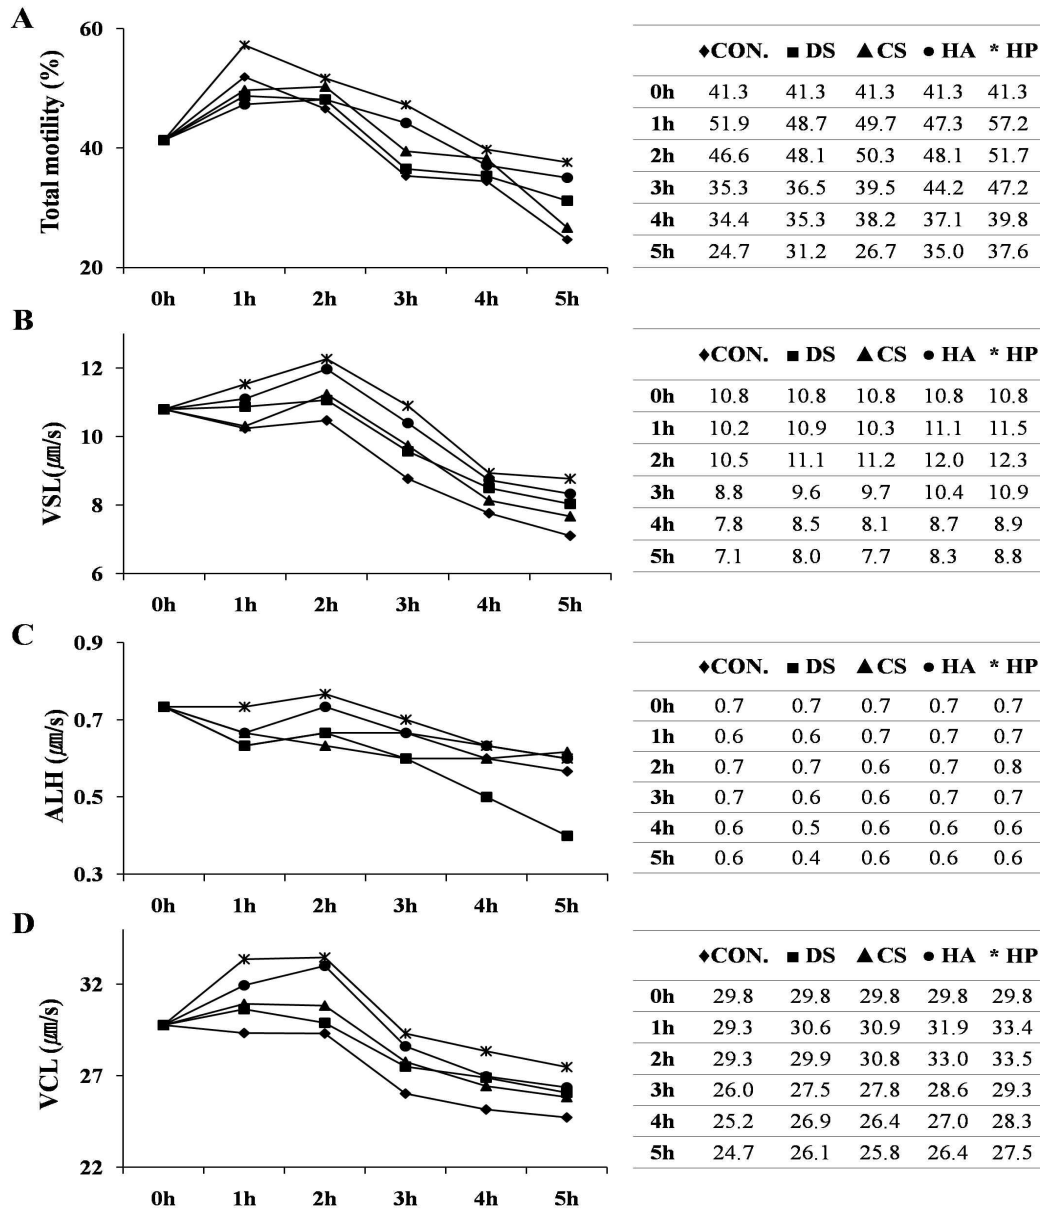 A
Total motility (%)
60
40
20
0h 1h 2h 3h 4h 5h
♦CON. ■ DS ▲CS ● HA * HP
0h 41.3 41.3 41.3 41.3 41.3
1h 51.9 48.7 49.7 47.3 57.2
2h 46.6 48.1 50.3 48.1 51.7
3h 35.3 36.5 39.5 44.2 47.2
4h 34.4 35.3 38.2 37.1 39.8
5h 24.7 31.2 26.7 35.0 37.6
B
VSL(㎛/s)
12
10
8
6
0h 1h 2h 3h 4h 5h
♦CON. ■ DS ▲CS ● HA * HP
0h 10.8 10.8 10.8 10.8 10.8
1h 10.2 10.9 10.3 11.1 11.5
2h 10.5 11.1 11.2 12.0 12.3
3h 8.8 9.6 9.7 10.4 10.9
4h 7.8 8.5 8.1 8.7 8.9
5h 7.1 8.0 7.7 8.3 8.8
C
ALH (㎛/s)
0.9
0.7
0.5
0.3
0h 1h 2h 3h 4h 5h
♦CON. ■ DS ▲CS ● HA * HP
0h 0.7 0.7 0.7 0.7 0.7
1h 0.6 0.6 0.7 0.7 0.7
2h 0.7 0.7 0.6 0.7 0.8
3h 0.7 0.6 0.6 0.7 0.7
4h 0.6 0.5 0.6 0.6 0.6
5h 0.6 0.4 0.6 0.6 0.6
D
VCL (㎛/s)
32
27
22
0h 1h 2h 3h 4h 5h
♦CON. ■ DS ▲CS ● HA * HP
0h 29.8 29.8 29.8 29.8 29.8
1h 29.3 30.6 30.9 31.9 33.4
2h 29.3 29.9 30.8 33.0 33.5
3h 26.0 27.5 27.8 28.6 29.3
4h 25.2 26.9 26.4 27.0 28.3
5h 24.7 26.1 25.8 26.4 27.5